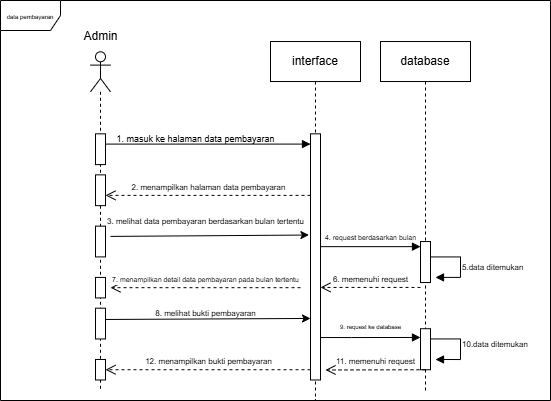 data pembayaran
Admin
interface
database
1. masuk ke halaman data pembayaran
2. menampilkan halaman data pembayaran
3. melihat data pembayaran berdasarkan bulan tertentu
4. request berdasarkan bulan
5.data ditemukan
6. memenuhi request
7. menampilkan detail data pembayaran pada bulan tertentu
8. melihat bukti pembayaran
9. request ke database
10.data ditemukan
11. memenuhi request
12. menampilkan bukti pembayaran